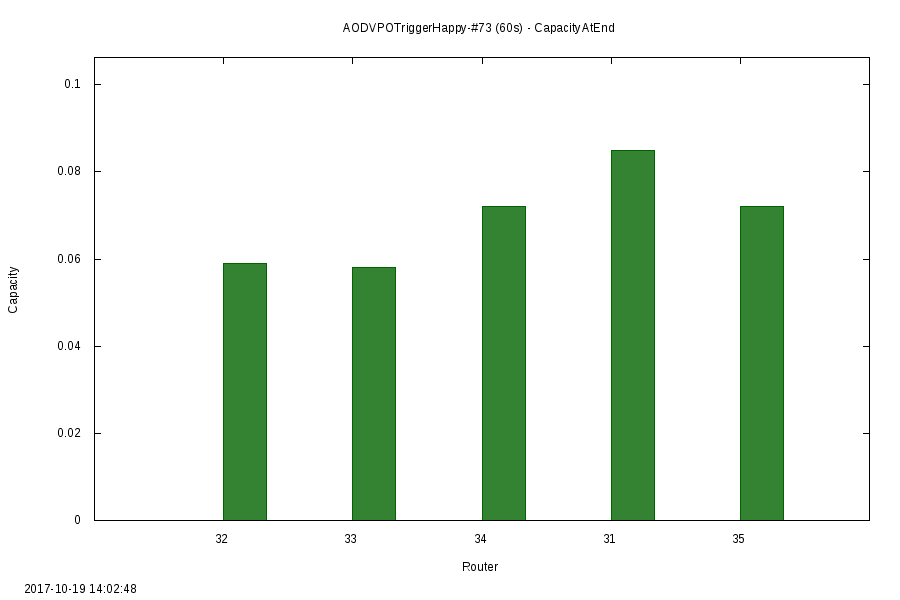 AODVPOTriggerHappy-#73 (60s) - CapacityAtEnd
0.1
0.08
0.06
0.04
0.02
0
Capacity
32 33 34 31 35
Router
2017-10-19 14:02:48